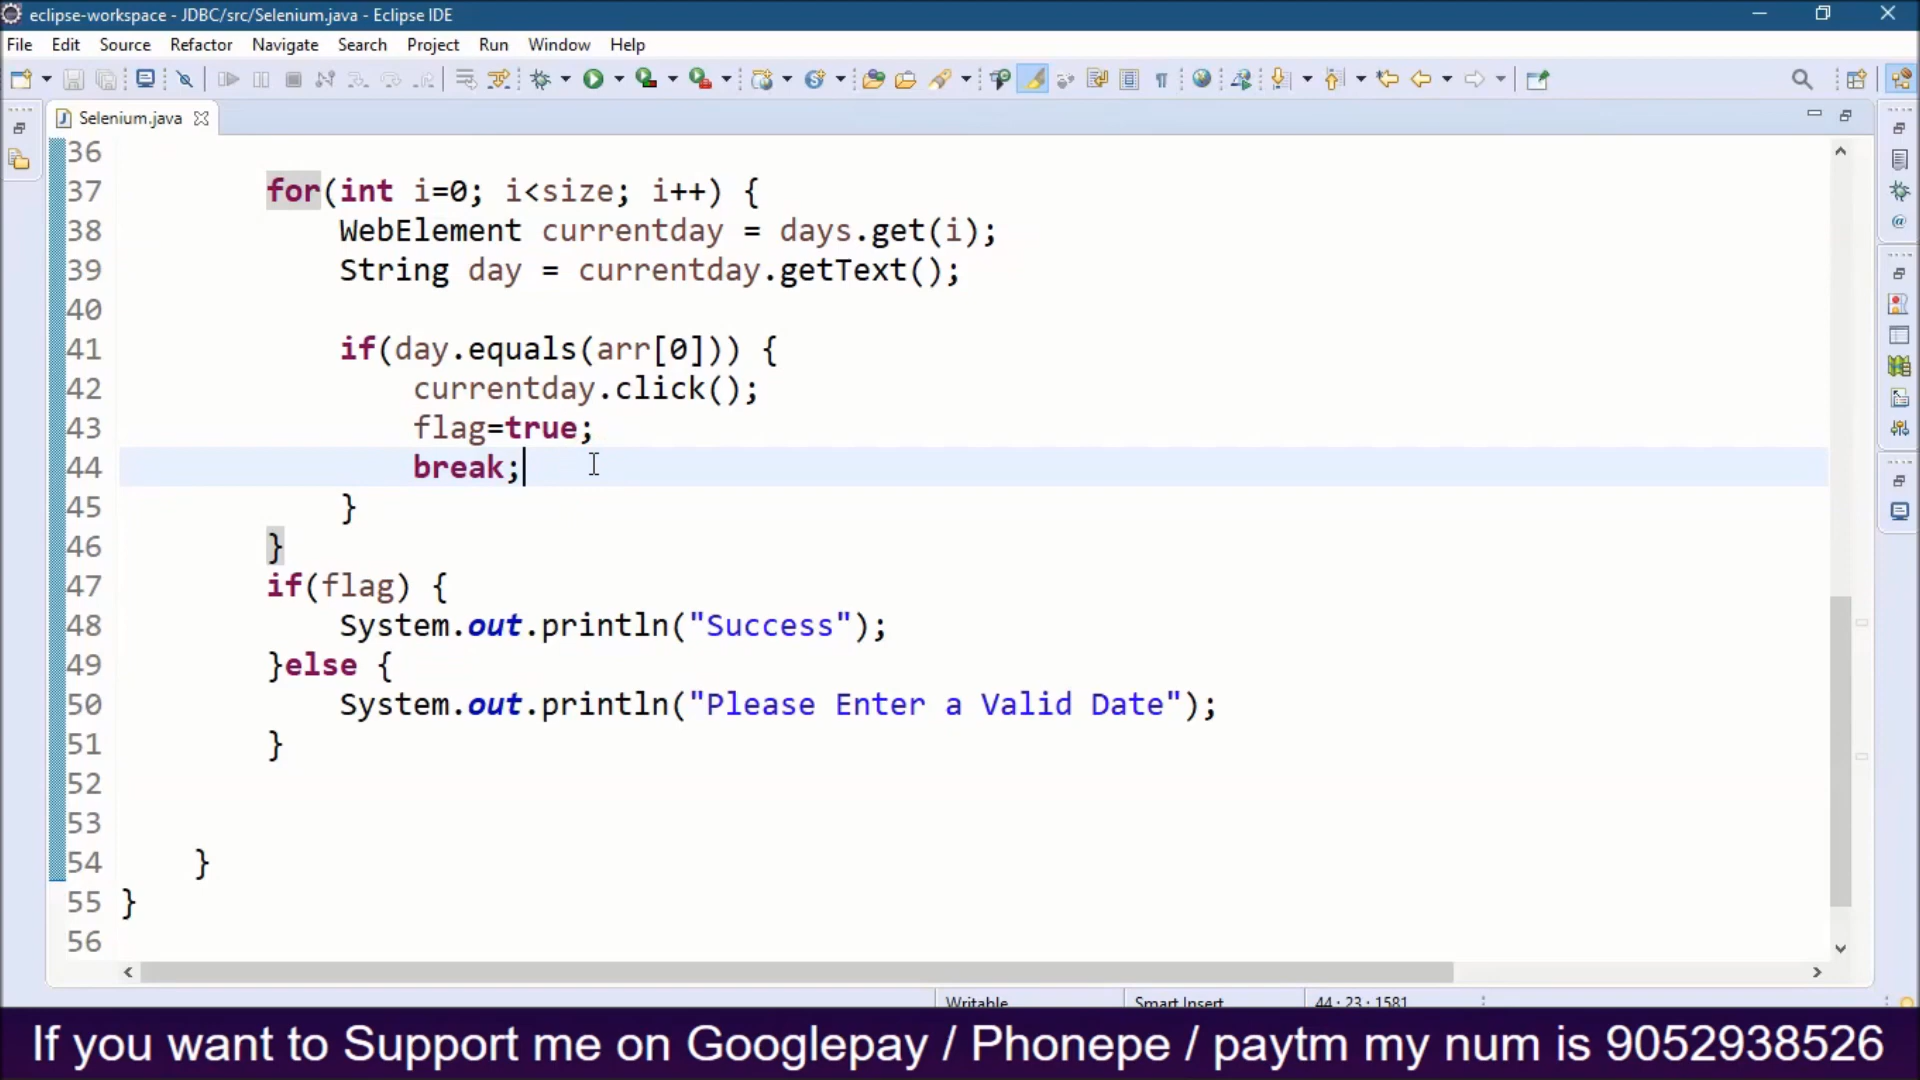 eclipse-workspace - JDBC/src/Selenium.java - Eclipse IDE
File Edit Source Refactor Navigate Search Project Run Window Help
Selenium.java
36
37 for(int i=0; i<size; i++) {
38 WebElement currentday = days.get(i);
39 String day = currentday.getText();
40
41 if(day.equals(arr[0])) {
42 currentday.click();
43 flag=true;
44 break;
45 }
46 }
47 if(flag) {
48 System.out.println("Success");
49 }else {
50 System.out.println("Please Enter a Valid Date");
51 }
52
53
54 }
55 }
56
Writable Smart Insert 44 : 23 : 1581
If you want to Support me on Googlepay / Phonepe / paytm my num is 9052938526